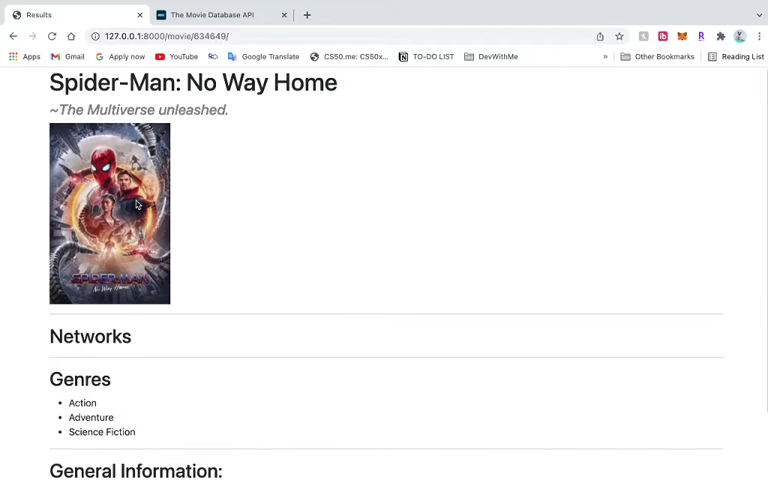 Results
The Movie Database API
127.0.0.1:8000/movie/634649/
Apps
Gmail
Apply now
YouTube
Google Translate
CS50.me: CS50x...
TO-DO LIST
DevWithMe
»
Other Bookmarks
Reading List
Spider-Man: No Way Home
~The Multiverse unleashed.
SPIDER-MAN
No Way Home
Networks
Genres
• Action
• Adventure
• Science Fiction
General Information: